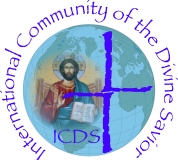 International Community of the Divine Savior
ICDS